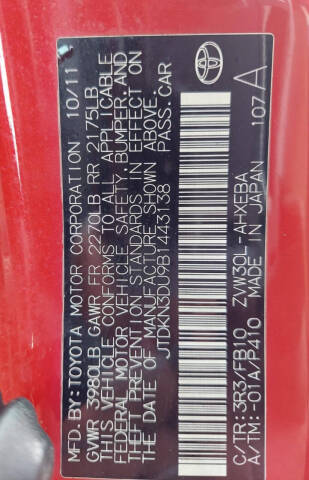 MFD. BY: TOYOTA MOTOR CORPORATION 10/11
GVWR 3980LB GAWR FR 2270LB RR 2175LB
THIS VEHICLE CONFORMS TO ALL APPLICABLE
FEDERAL MOTOR VEHICLE SAFETY, BUMPER, AND
THEFT PREVENTION STANDARDS IN EFFECT ON
THE DATE OF MANUFACTURE SHOWN ABOVE.
JTDKN3DU9B1443138 PASS. CAR
ZVW30L-AHXEBA
C/TR: 3R3/FB10
A/TM: -01A/P410 MADE IN JAPAN 107 A
TOYOTA